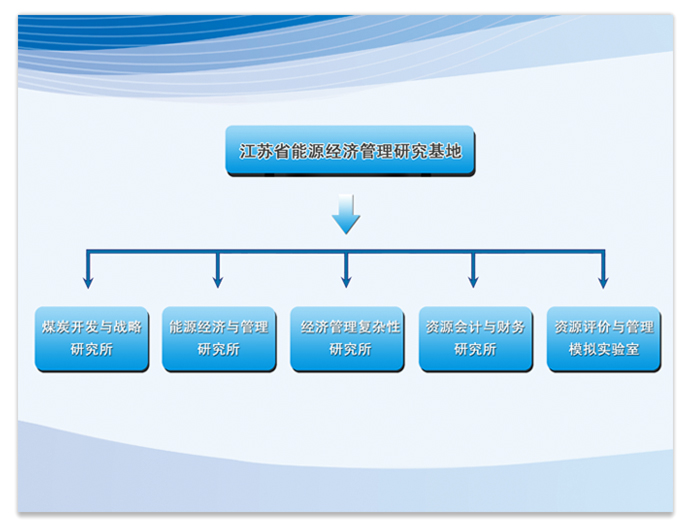 江苏省能源经济管理研究基地
煤炭开发与战略
研究所
能源经济与管理
研究所
经济管理复杂性
研究所
资源会计与财务
研究所
资源评价与管理
模拟实验室